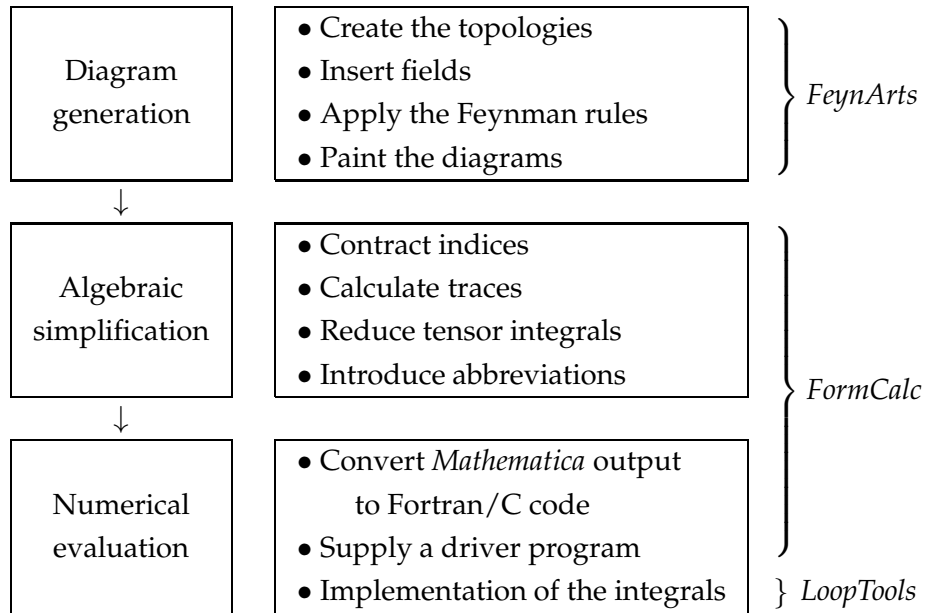 Diagram
generation
• Create the topologies
• Insert fields
• Apply the Feynman rules
• Paint the diagrams
} FeynArts
↓
Algebraic
simplification
• Contract indices
• Calculate traces
• Reduce tensor integrals
• Introduce abbreviations
} FormCalc
↓
Numerical
evaluation
• Convert Mathematica output
to Fortran/C code
• Supply a driver program
• Implementation of the integrals
} LoopTools